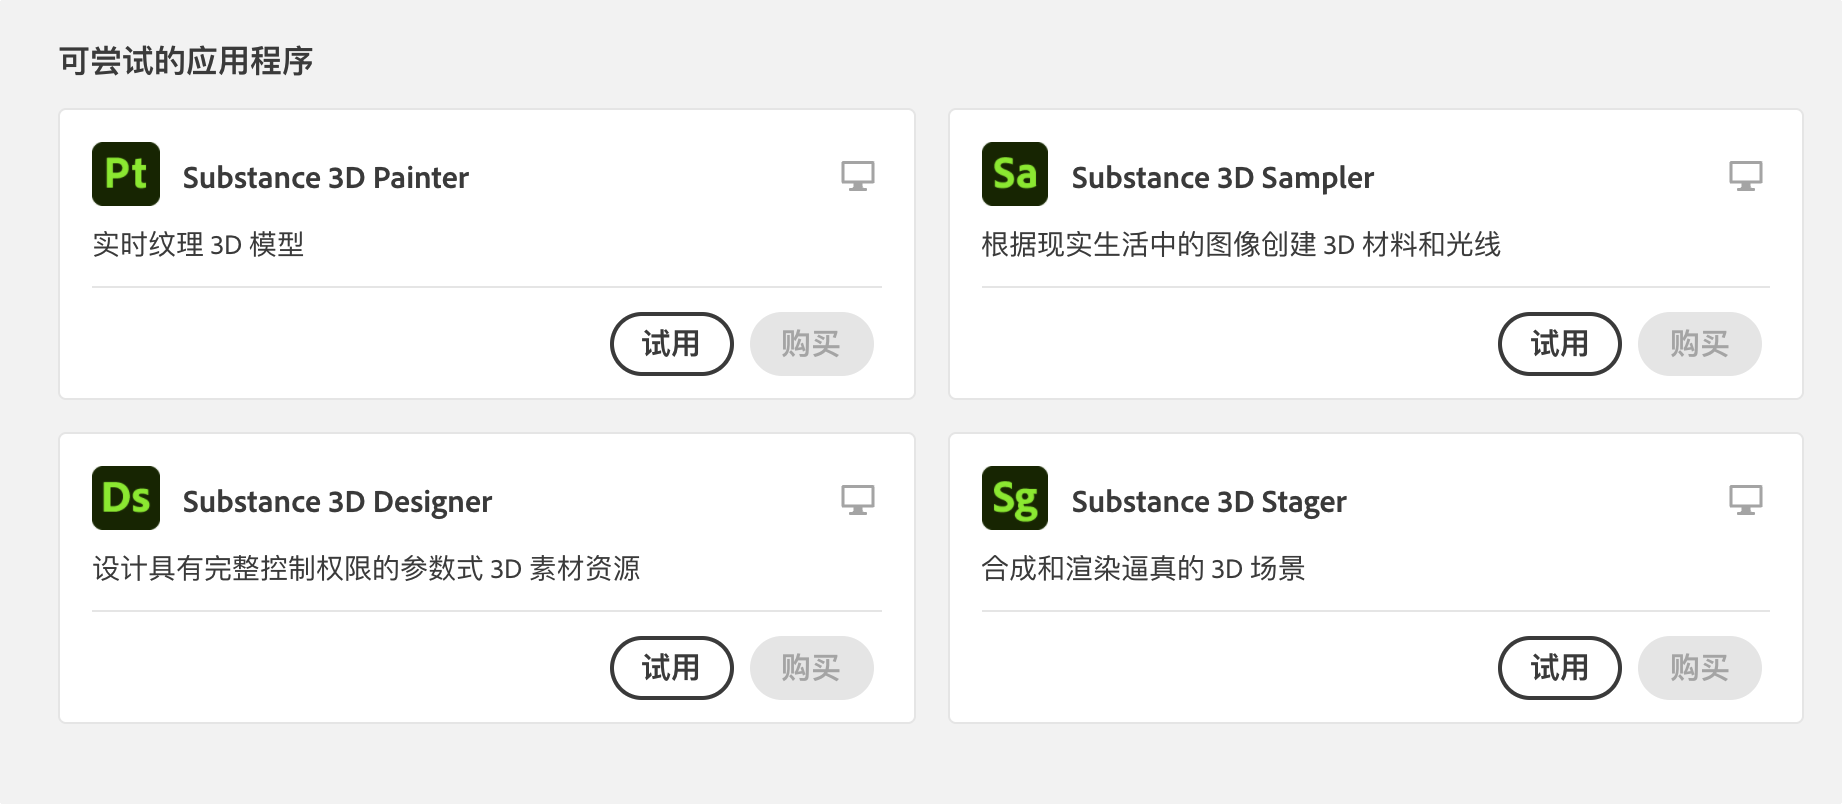 可尝试的应用程序
Pt Substance 3D Painter
实时纹理 3D 模型
试用 购买
Sa Substance 3D Sampler
根据现实生活中的图像创建 3D 材料和光线
试用 购买
Ds Substance 3D Designer
设计具有完整控制权限的参数式 3D 素材资源
试用 购买
Sg Substance 3D Stager
合成和渲染逼真的 3D 场景
试用 购买